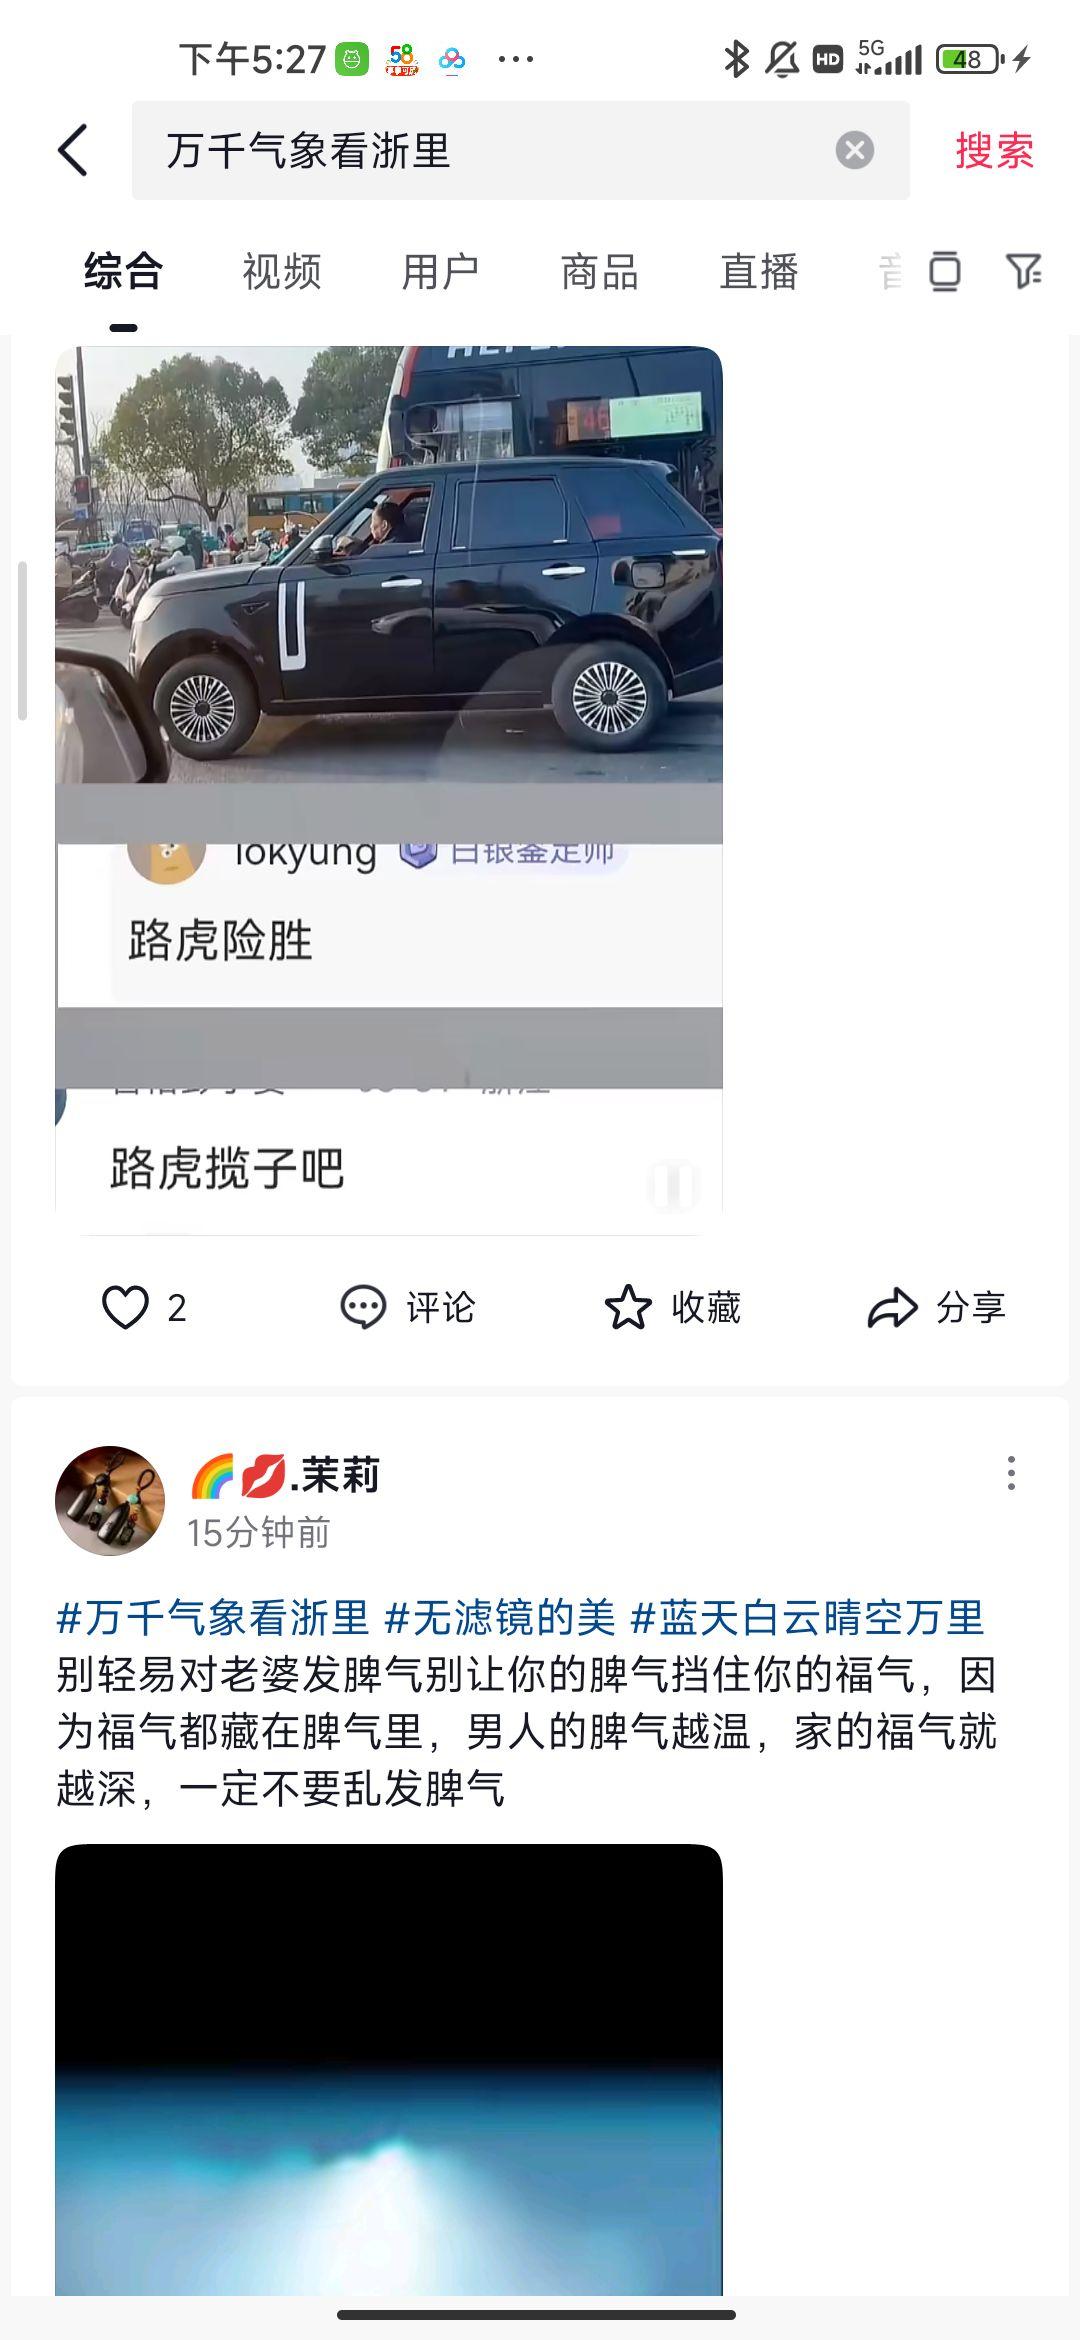 下午5:27
58
HD
5G
48
万千气象看浙里
搜索
综合
视频
用户
商品
直播
46
Tokyung
白银鉴定师
路虎险胜
路虎揽子吧
2
评论
收藏
分享
.茉莉
15分钟前
#万千气象看浙里 #无滤镜的美 #蓝天白云晴空万里
别轻易对老婆发脾气别让你的脾气挡住你的福气，因
为福气都藏在脾气里，男人的脾气越温，家的福气就
越深，一定不要乱发脾气